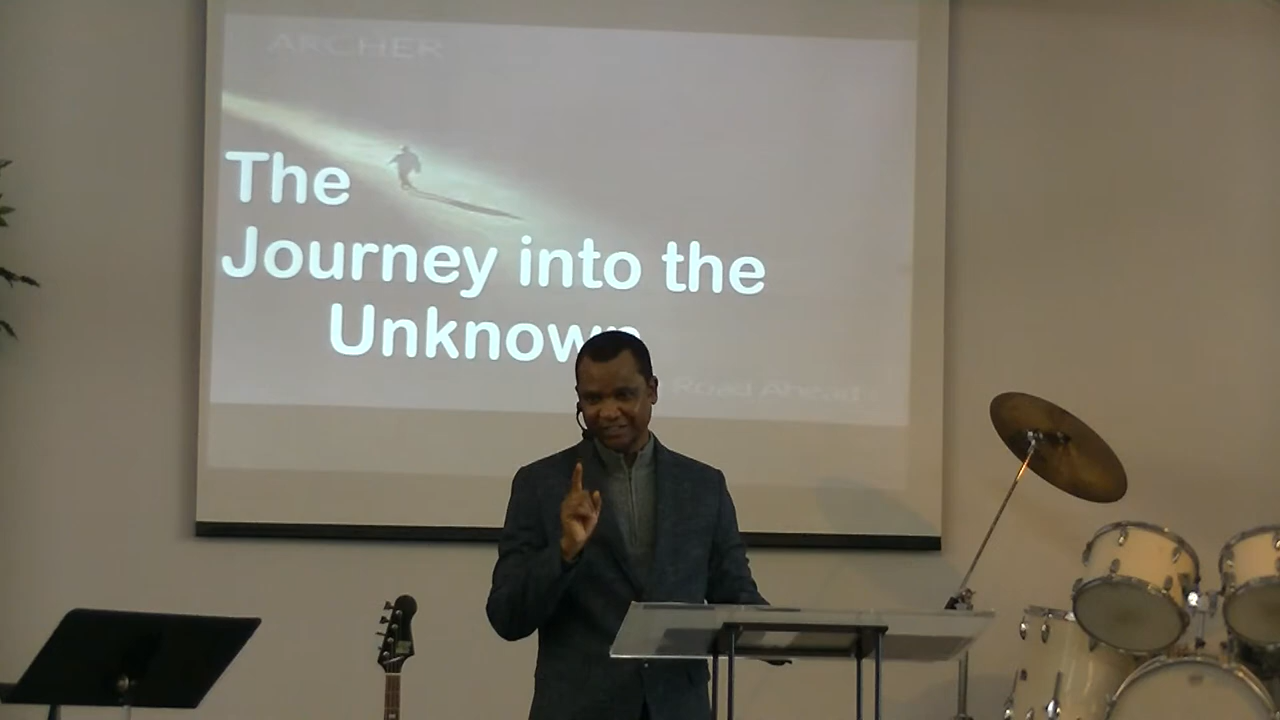 ARCHER
The
Journey into the
Unknown
Road Ahead